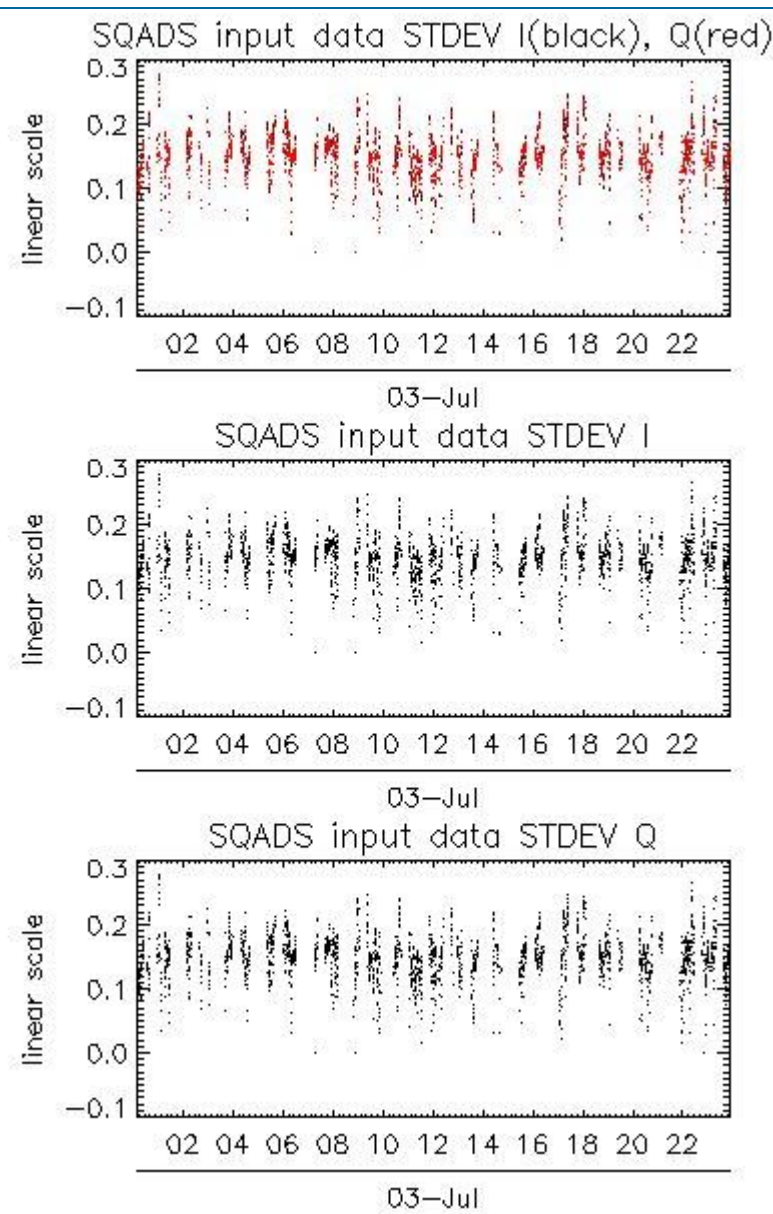 SQADS input data STDEV I(black), Q(red)
0.3
0.2
0.1
0.0
−0.1
linear scale
02 04 06 08 10 12 14 16 18 20 22
03−Jul
SQADS input data STDEV I
0.3
0.2
0.1
0.0
−0.1
linear scale
02 04 06 08 10 12 14 16 18 20 22
03−Jul
SQADS input data STDEV Q
0.3
0.2
0.1
0.0
−0.1
linear scale
02 04 06 08 10 12 14 16 18 20 22
03−Jul